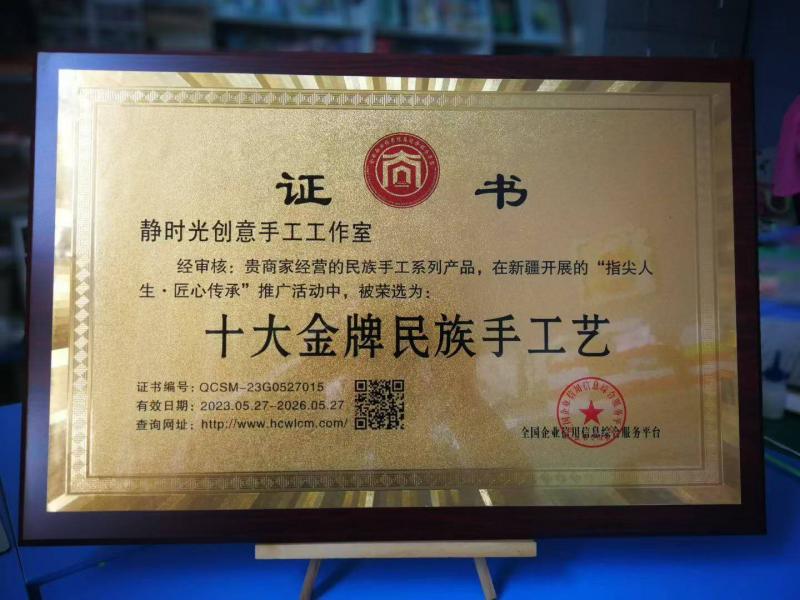 证 书
静时光创意手工工作室
经审核：贵商家经营的民族手工系列产品，在新疆开展的“指尖人
生·匠心传承”推广活动中，被荣选为：
十大金牌民族手工艺
证书编号：QCSM-23G0527015
有效日期：2023.05.27-2026.05.27
查询网址：http://www.hcwlcm.com/
全国企业信用信息综合服务平台